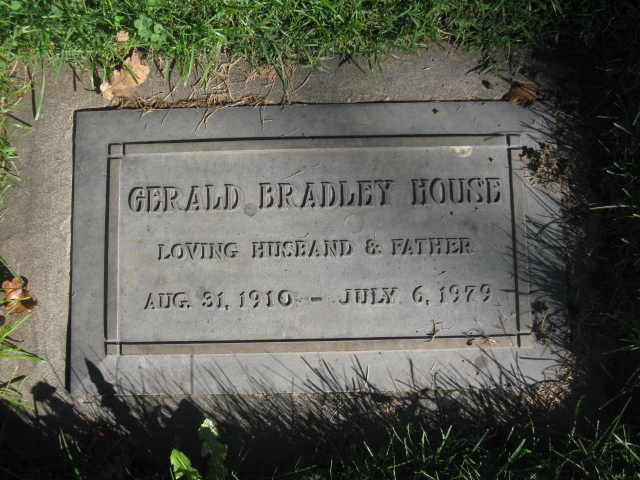 GERALD BRADLEY HOUSE
LOVING HUSBAND & FATHER
AUG. 31, 1910 – JULY 6, 1979